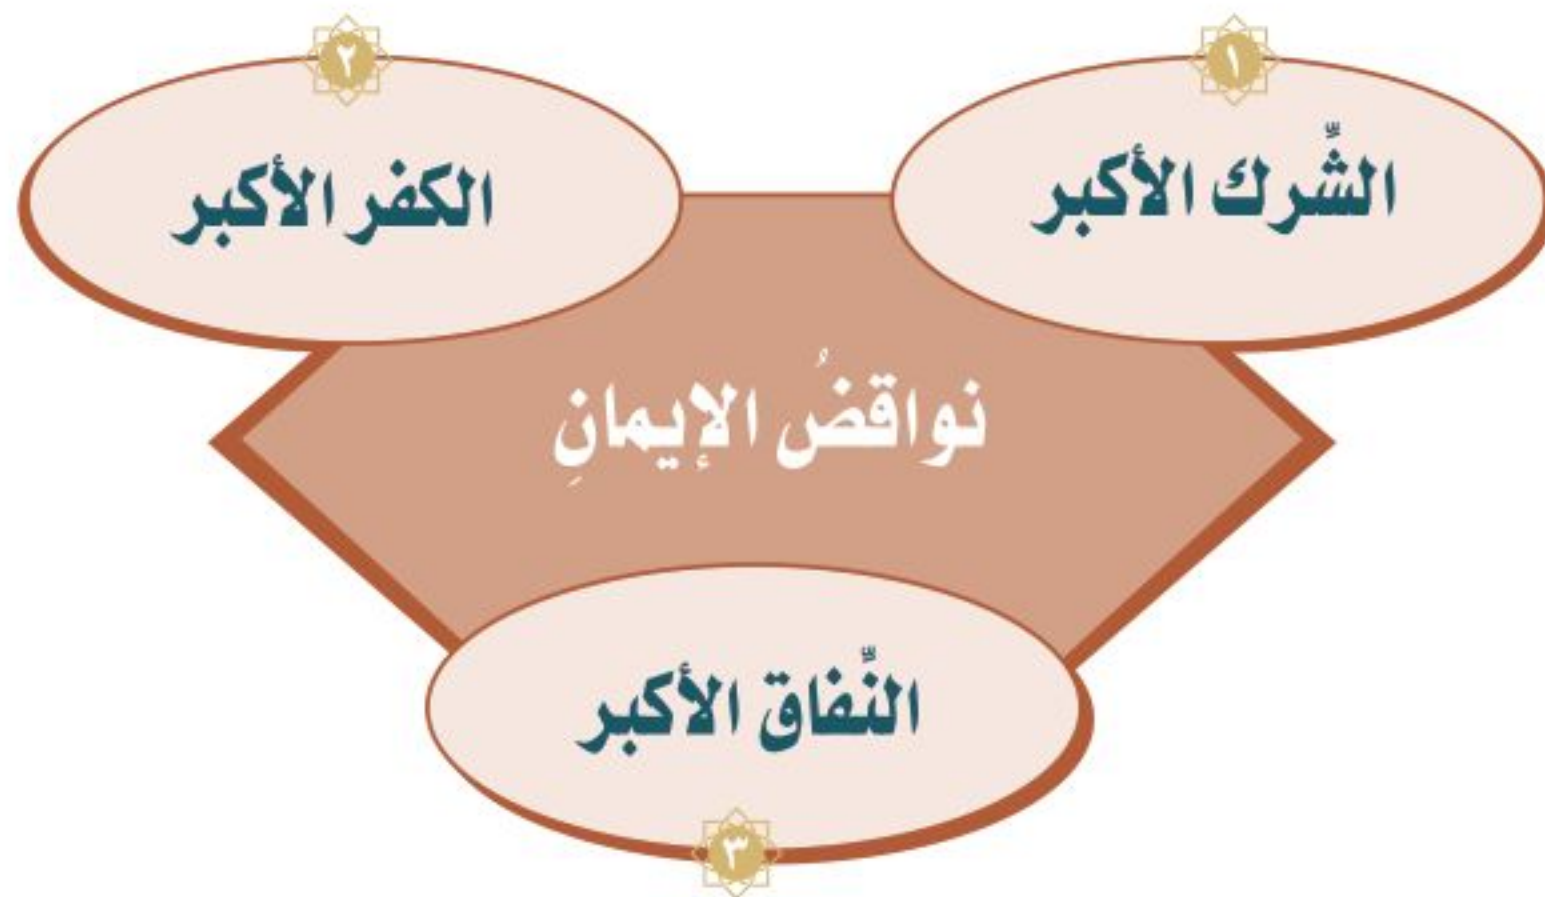 ١
الشِّرك الأكبر
٢
الكفر الأكبر
نواقضُ الإيمانِ
النِّفاق الأكبر
٣